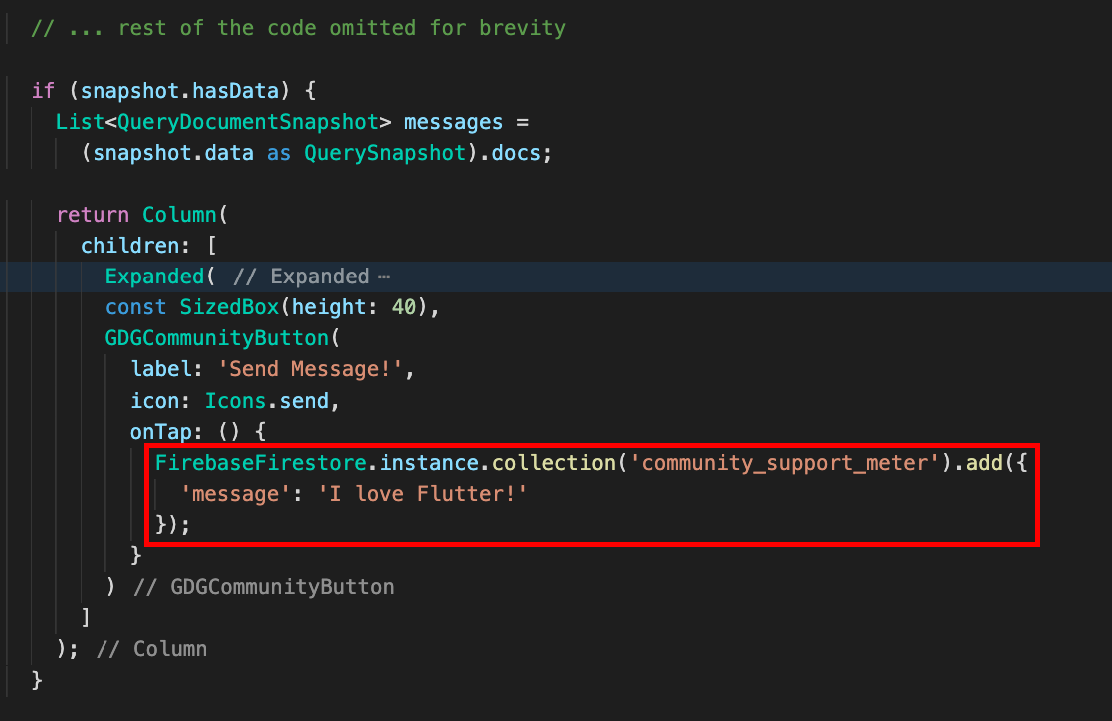 // ... rest of the code omitted for brevity
if (snapshot.hasData) {
List<QueryDocumentSnapshot> messages =
(snapshot.data as QuerySnapshot).docs;
return Column(
children: [
Expanded( // Expanded ⋯
const SizedBox(height: 40),
GDGCommunityButton(
label: 'Send Message!',
icon: Icons.send,
onTap: () {
FirebaseFirestore.instance.collection('community_support_meter').add({
'message': 'I love Flutter!'
});
}
) // GDGCommunityButton
]
); // Column
}